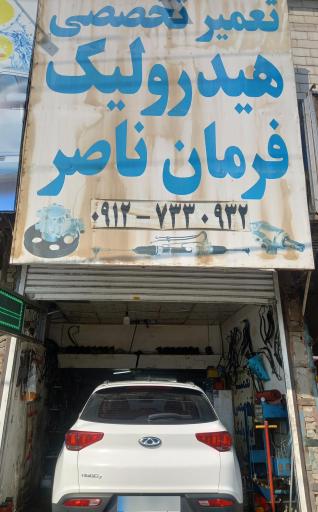 تعمیر تخصصی
هیدرولیک
فرمان ناصر
۰۹۱۲-۷۳۳۰۹۳۲